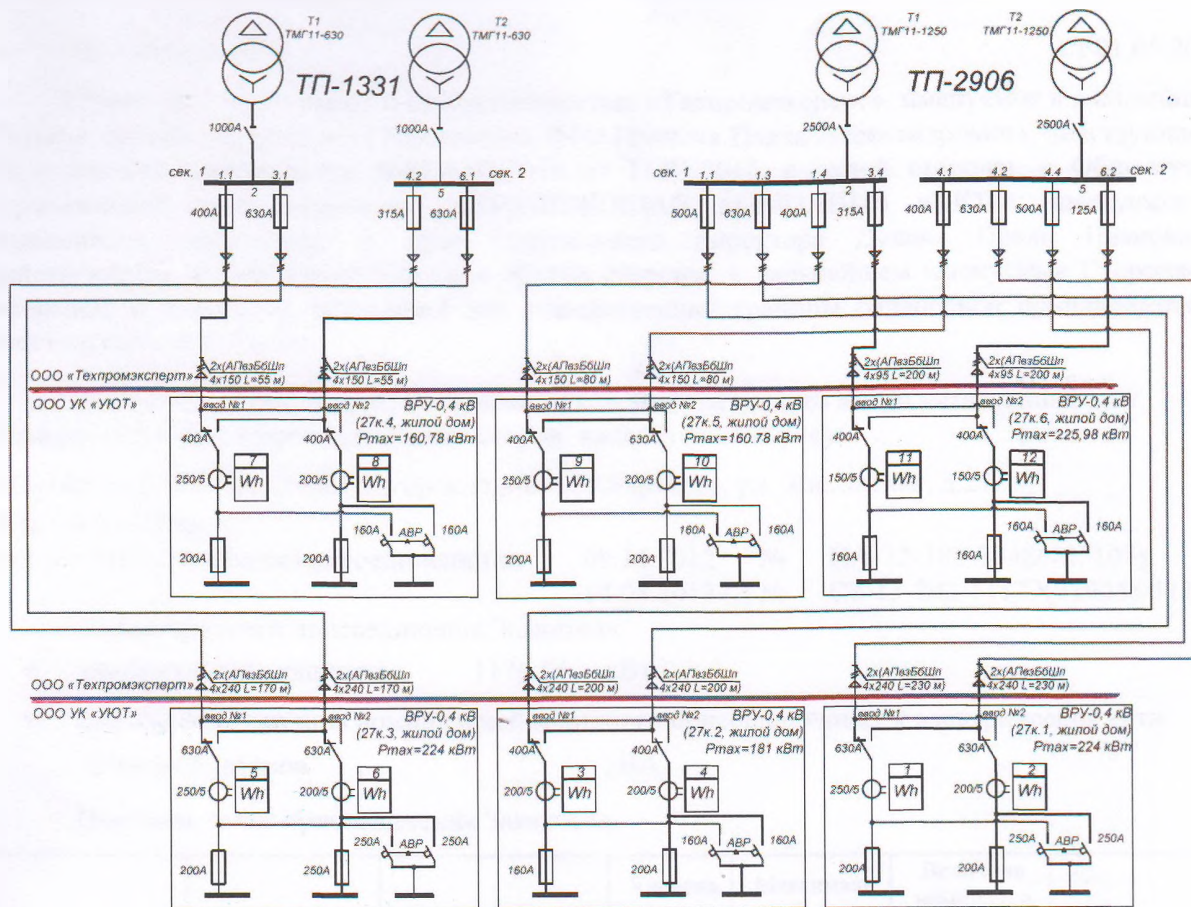 T1
ТМГ11-630
T2
ТМГ11-630
T1
ТМГ11-1250
T2
ТМГ11-1250
ТП-1331
ТП-2906
1000А
1000А
2500А
2500А
сек. 1 1.1 3.1
4.2 6.1 сек. 2
сек. 1 1.1 1.3 1.4 3.4
4.1 4.2 4.4 6.2 сек. 2
2
5
2
5
400А 630А
315А 630А
500А 630А 400А 315А
400А 630А 500А 125А
ООО «Техпромэксперт»
ООО УК «УЮТ»
2х(АПвзБбШп
4х150 L=55 м)
2х(АПвзБбШп
4х150 L=55 м)
2х(АПвзБбШп
4х150 L=80 м)
2х(АПвзБбШп
4х150 L=80 м)
2х(АПвзБбШп
4х95 L=200 м)
2х(АПвзБбШп
4х95 L=200 м)
ввод №1
ввод №2
ВРУ-0,4 кВ
(27к.4, жилой дом)
Pmax=160,78 кВт
400А
400А
7
Wh
8
Wh
250/5
200/5
160А
АВР
160А
200А
200А
ввод №1
ввод №2
ВРУ-0,4 кВ
(27к.5, жилой дом)
Pmax=160.78 кВт
400А
630А
9
Wh
10
Wh
250/5
200/5
160А
АВР
160А
200А
200А
ввод №1
ввод №2
ВРУ-0,4 кВ
(27к.6, жилой дом)
Pmax=225,98 кВт
400А
400А
11
Wh
12
Wh
150/5
150/5
160А
АВР
160А
160А
160А
ООО «Техпромэксперт»
ООО УК «УЮТ»
2х(АПвзБбШп
4х240 L=170 м)
2х(АПвзБбШп
4х240 L=170 м)
2х(АПвзБбШп
4х240 L=200 м)
2х(АПвзБбШп
4х240 L=200 м)
2х(АПвзБбШп
4х240 L=230 м)
2х(АПвзБбШп
4х240 L=230 м)
ввод №1
ввод №2
ВРУ-0,4 кВ
(27к.3, жилой дом)
Pmax=224 кВт
630А
630А
5
Wh
6
Wh
250/5
200/5
250А
АВР
250А
200А
250А
ввод №1
ввод №2
ВРУ-0,4 кВ
(27к.2, жилой дом)
Pmax=181 кВт
400А
400А
3
Wh
4
Wh
200/5
200/5
160А
АВР
160А
160А
200А
ввод №1
ввод №2
ВРУ-0,4 кВ
(27к.1, жилой дом)
Pmax=224 кВт
630А
630А
1
Wh
2
Wh
250/5
200/5
250А
АВР
250А
200А
200А